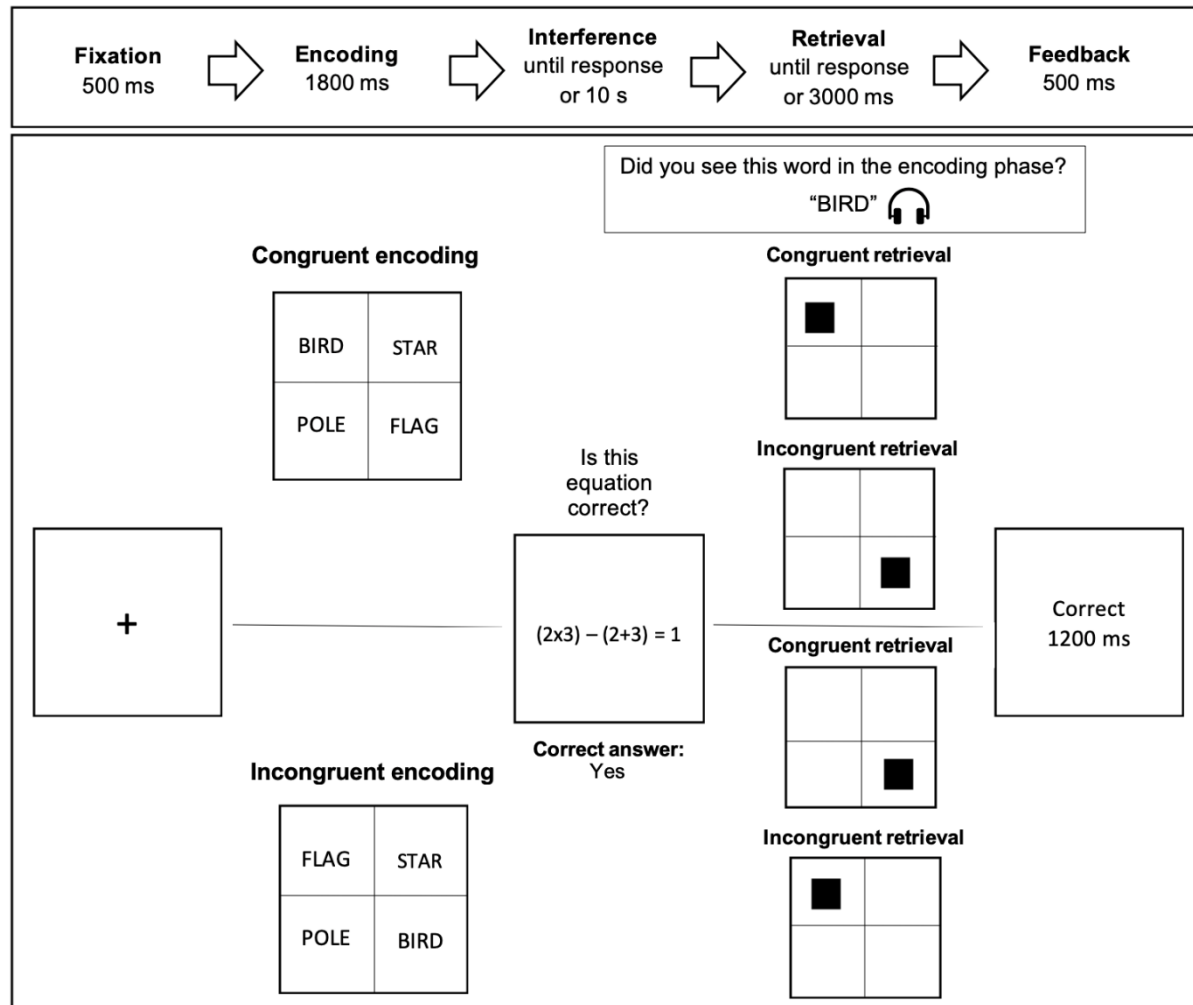 Fixation
500 ms
Encoding
1800 ms
Interference
until response
or 10 s
Retrieval
until response
or 3000 ms
Feedback
500 ms
Did you see this word in the encoding phase?
“BIRD”
Congruent encoding
BIRD STAR
POLE FLAG
Congruent retrieval
Incongruent retrieval
Is this
equation
correct?
+
(2x3) – (2+3) = 1
Correct answer:
Yes
Correct
1200 ms
Congruent retrieval
Incongruent encoding
FLAG STAR
POLE BIRD
Incongruent retrieval